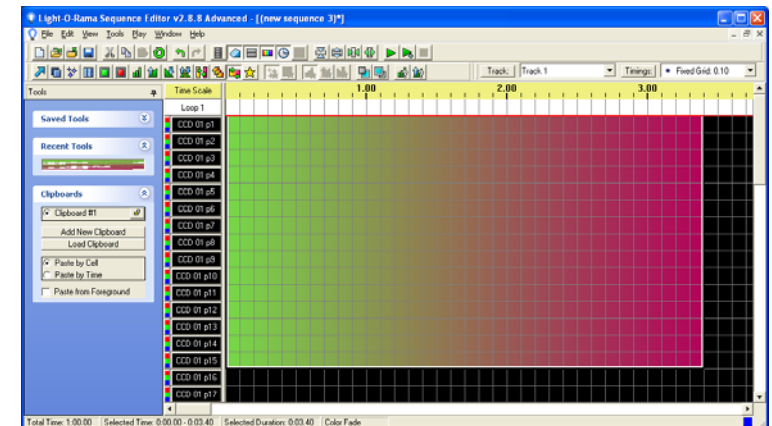 Light-O-Rama Sequence Editor v2.8.8 Advanced - [(new sequence 3)*]
File Edit View Tools Play Window Help
Track: Track 1 Timings: Fixed Grid: 0.10
Tools Time Scale 1.00 2.00 3.00
Loop 1
Saved Tools
CCD 01 p1
CCD 01 p2
Recent Tools
CCD 01 p3
CCD 01 p4
Clipboards
CCD 01 p5
Clipboard #1
CCD 01 p6
Add New Clipboard
CCD 01 p7
Load Clipboard
CCD 01 p8
Paste by Cell
CCD 01 p9
Paste by Time
CCD 01 p10
Paste from Foreground
CCD 01 p11
CCD 01 p12
CCD 01 p13
CCD 01 p14
CCD 01 p15
CCD 01 p16
CCD 01 p17
Total Time: 1:00.00 Selected Time: 0:00.00 - 0:03.40 Selected Duration: 0:03.40 Color Fade